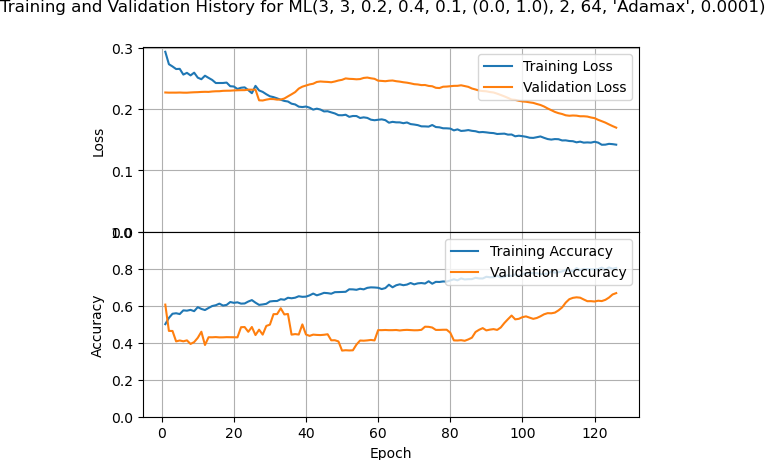 Training and Validation History for ML(3, 3, 0.2, 0.4, 0.1, (0.0, 1.0), 2, 64, 'Adamax', 0.0001)
0.3
Training Loss
Validation Loss
0.2
Loss
0.1
0.0
1.0
Training Accuracy
Validation Accuracy
0.8
0.6
Accuracy
0.4
0.2
0.0
0
20
40
60
80
100
120
Epoch